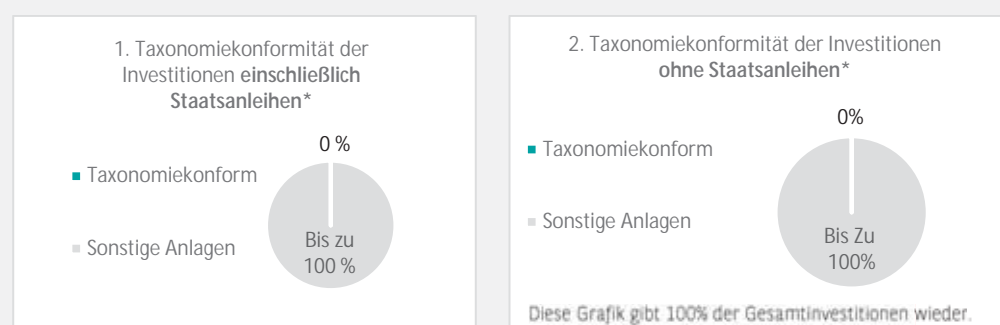 1. Taxonomiekonformität der
Investitionen einschließlich
Staatsanleihen*
0 %
Taxonomiekonform
Sonstige Anlagen
Bis zu
100 %
2. Taxonomiekonformität der Investitionen
ohne Staatsanleihen*
0%
Taxonomiekonform
Sonstige Anlagen
Bis Zu
100%
Diese Grafik gibt 100% der Gesamtinvestitionen wieder.